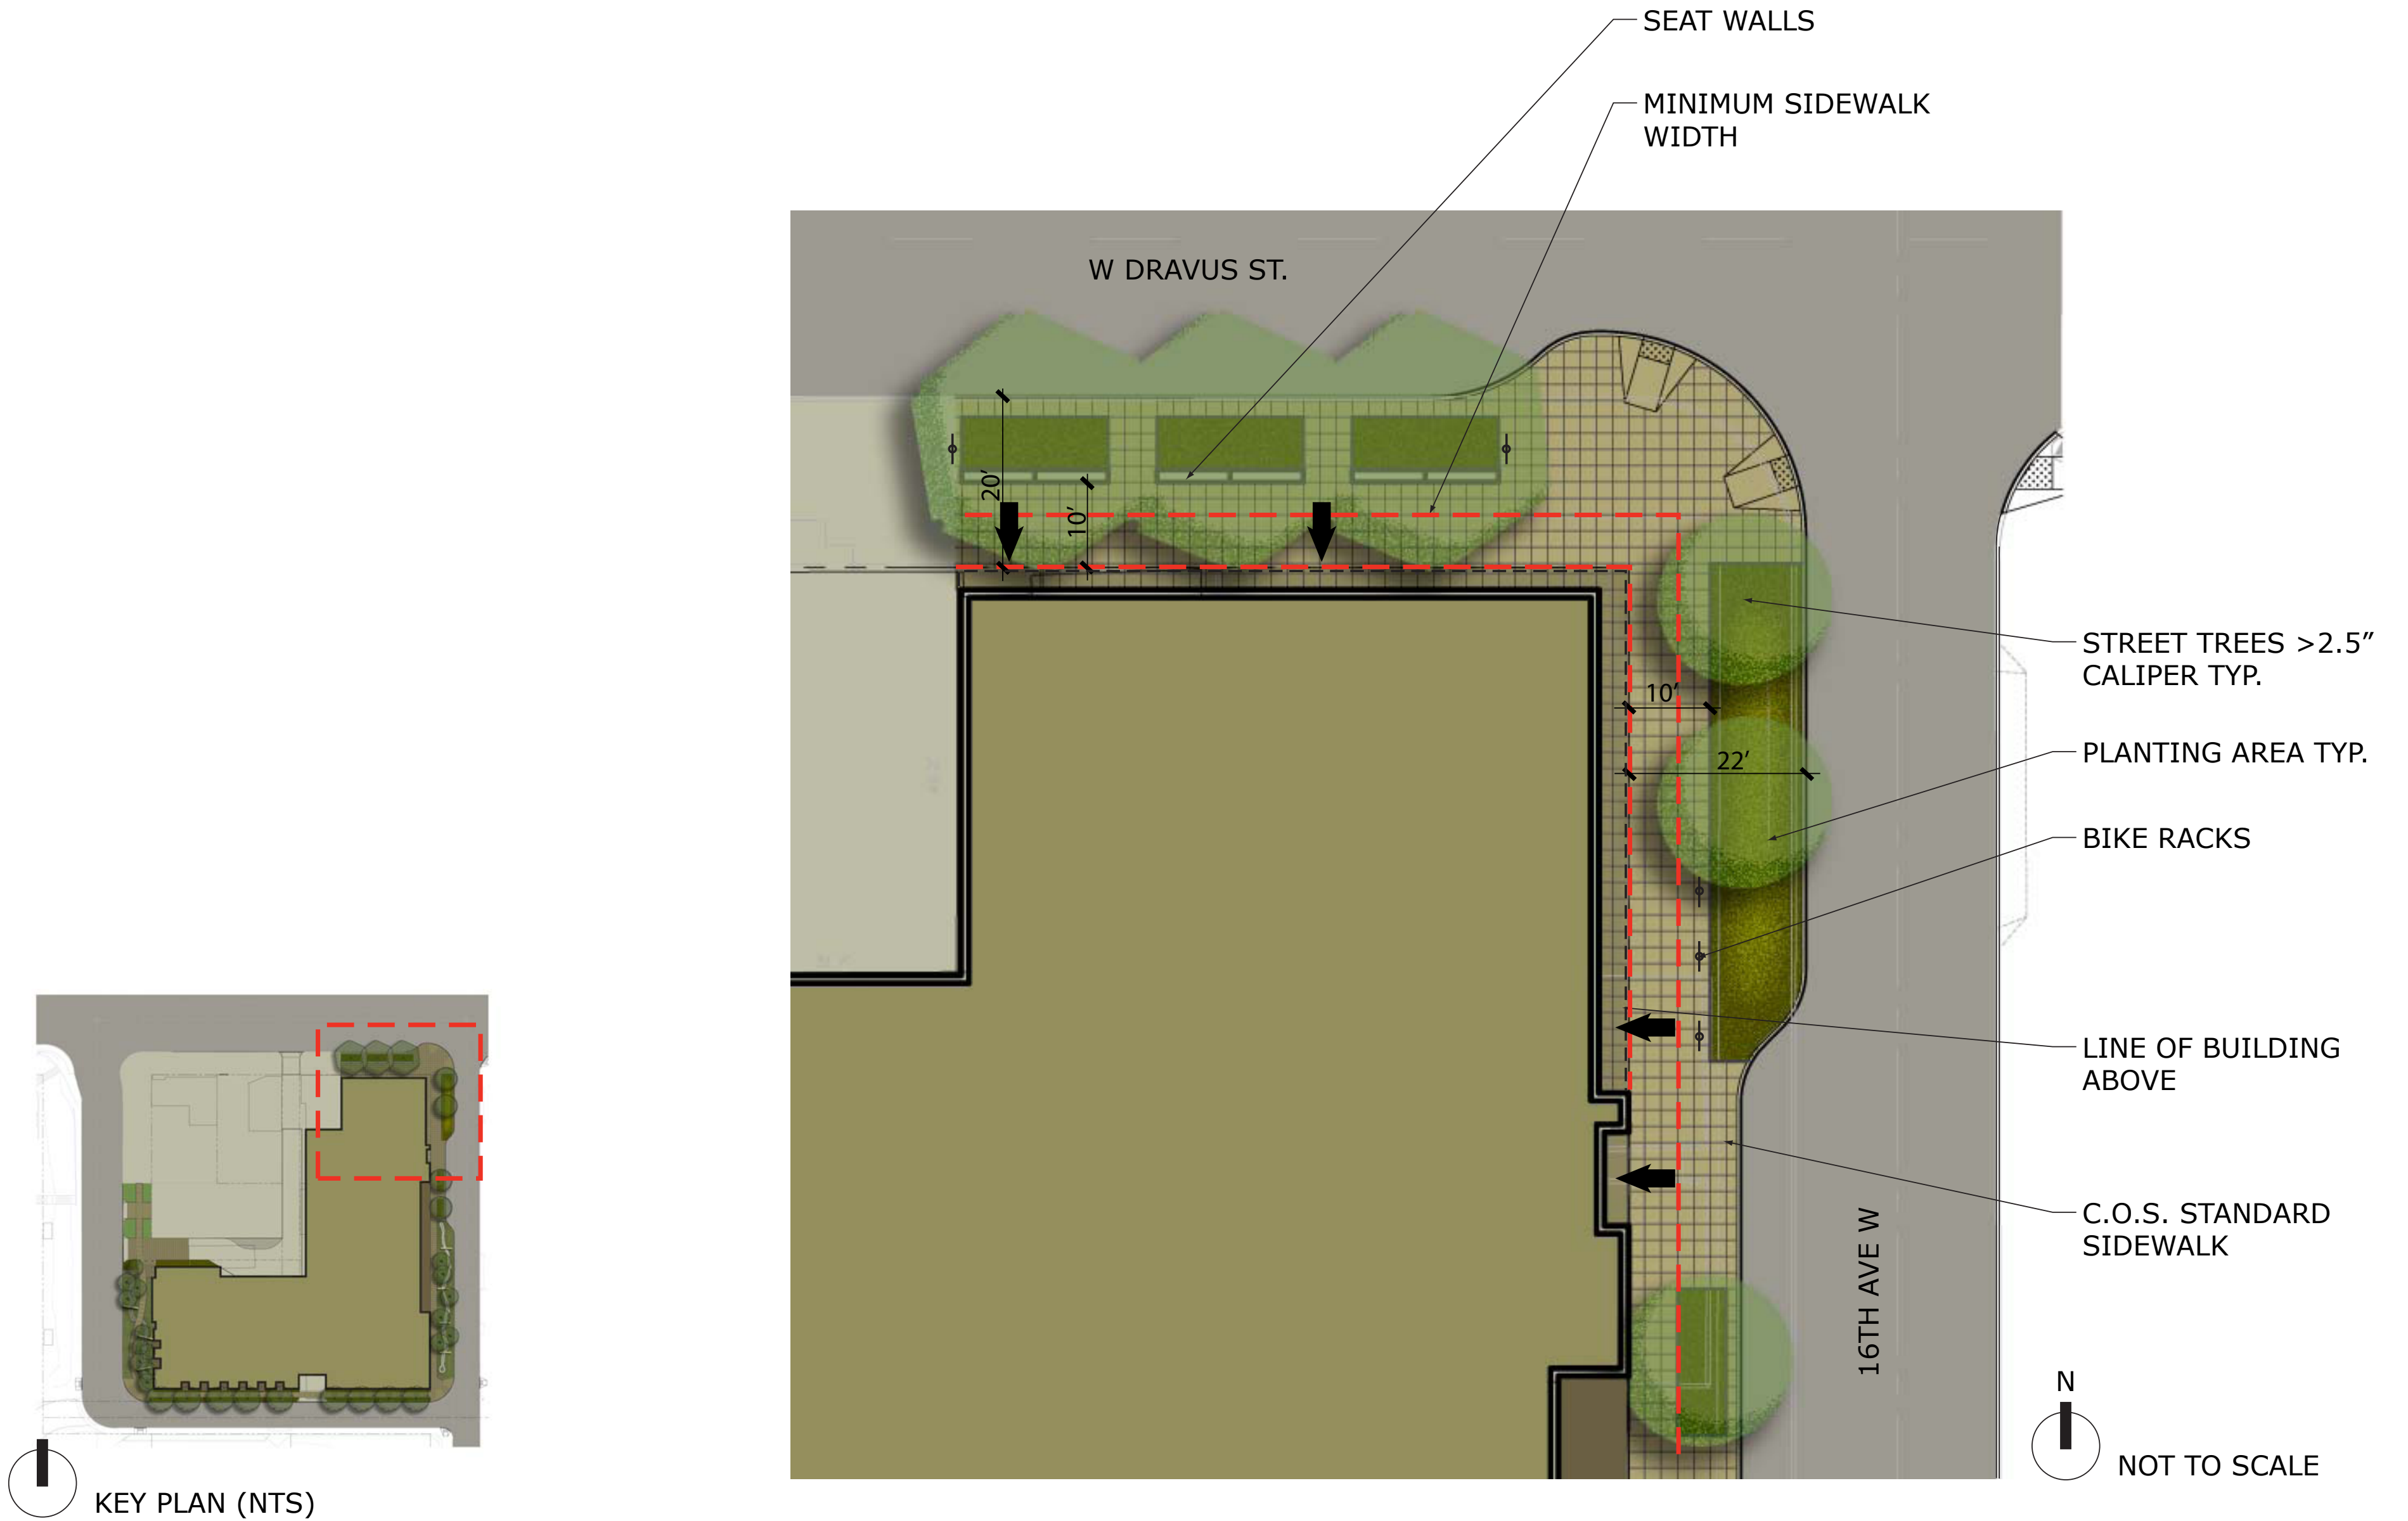 SEAT WALLS
MINIMUM SIDEWALK
WIDTH
W DRAVUS ST.
20’
10’
STREET TREES >2.5”
CALIPER TYP.
10’
22’
PLANTING AREA TYP.
BIKE RACKS
LINE OF BUILDING
ABOVE
C.O.S. STANDARD
SIDEWALK
16TH AVE W
N
NOT TO SCALE
KEY PLAN (NTS)